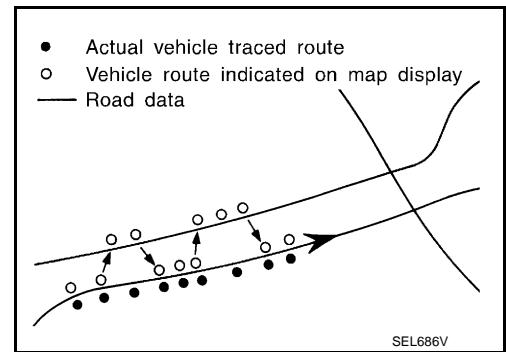 Actual vehicle traced route
Vehicle route indicated on map display
Road data
SEL686V